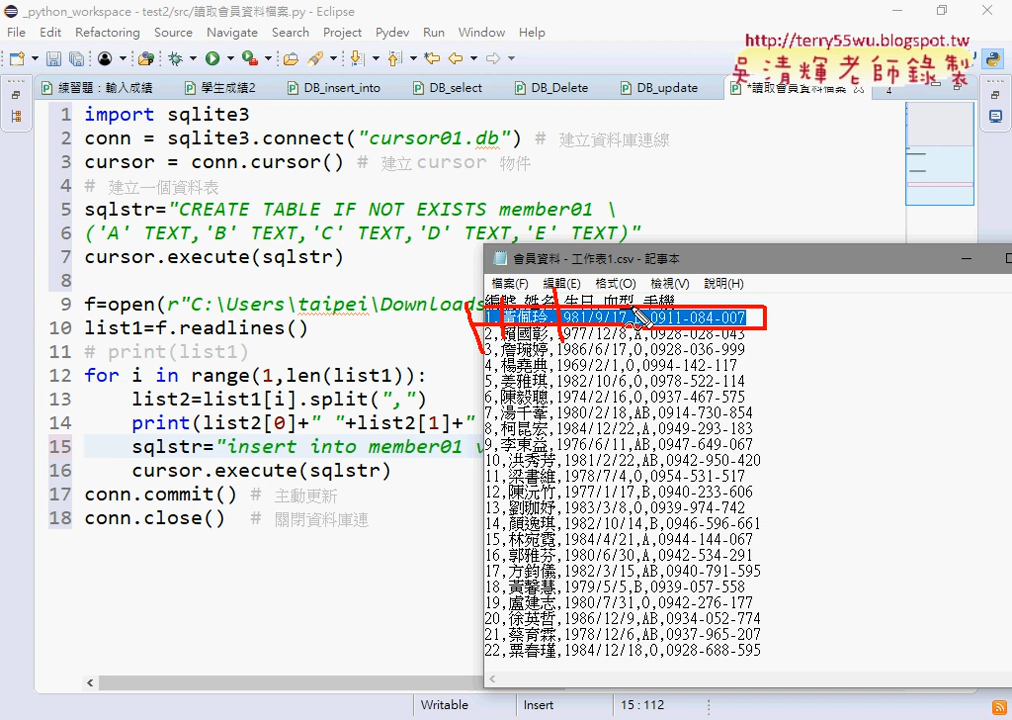 _python_workspace - test2/src/讀取會員資料檔案.py - Eclipse
File Edit Refactoring Source Navigate Search Project Pydev Run Window Help
http://terry55wu.blogspot.tw
吳清輝老師錄製
練習題：輸入成績 學生成績2 DB_insert_into DB_select DB_Delete DB_update *讀取會員資料檔案
1 import sqlite3
2 conn = sqlite3.connect("cursor01.db") # 建立資料庫連線
3 cursor = conn.cursor() # 建立 cursor 物件
4 # 建立一個資料表
5 sqlstr="CREATE TABLE IF NOT EXISTS member01 \
6 ('A' TEXT,'B' TEXT,'C' TEXT,'D' TEXT,'E' TEXT)"
7 cursor.execute(sqlstr)
8
9 f=open(r"C:\Users\taipei\Downloads
10 list1=f.readlines()
11 # print(list1)
12 for i in range(1,len(list1)):
13 list2=list1[i].split(",")
14 print(list2[0]+" "+list2[1]+"
15 sqlstr="insert into member01 v
16 cursor.execute(sqlstr)
17 conn.commit() # 主動更新
18 conn.close() # 關閉資料庫連
會員資料 - 工作表1.csv - 記事本
檔案(F) 編輯(E) 格式(O) 檢視(V) 說明(H)
編號,姓名,生日,血型,手機
佩玲,1981/9/17,B,0911-084-007
2,賴國彰,1977/12/8,A,0928-028-043
3,詹琬婷,1986/6/17,O,0928-036-999
4,楊堯典,1969/2/1,O,0994-142-117
5,姜雅琪,1982/10/6,O,0978-522-114
6,陳毅聰,1974/2/16,O,0937-467-575
7,湯千葦,1980/2/18,AB,0914-730-854
8,柯昆宏,1984/12/22,A,0949-293-183
9,李東益,1976/6/11,AB,0947-649-067
10,洪秀芳,1981/2/22,AB,0942-950-420
11,梁書維,1978/7/4,O,0954-531-517
12,陳沅竹,1977/1/17,B,0940-233-606
13,劉枷妤,1983/3/8,O,0939-974-742
14,顏逸琪,1982/10/14,B,0946-596-661
15,林宛霓,1984/4/21,A,0944-144-067
16,郭雅芬,1980/6/30,A,0942-534-291
17,方鈞儀,1982/3/15,AB,0940-791-595
18,黃馨慧,1979/5/5,B,0939-057-558
19,盧建志,1980/7/31,O,0942-276-177
20,徐英哲,1986/12/9,AB,0934-052-774
21,蔡育霖,1978/12/6,AB,0937-965-207
22,粟春瑾,1984/12/18,O,0928-688-595
Writable Insert 15 : 112